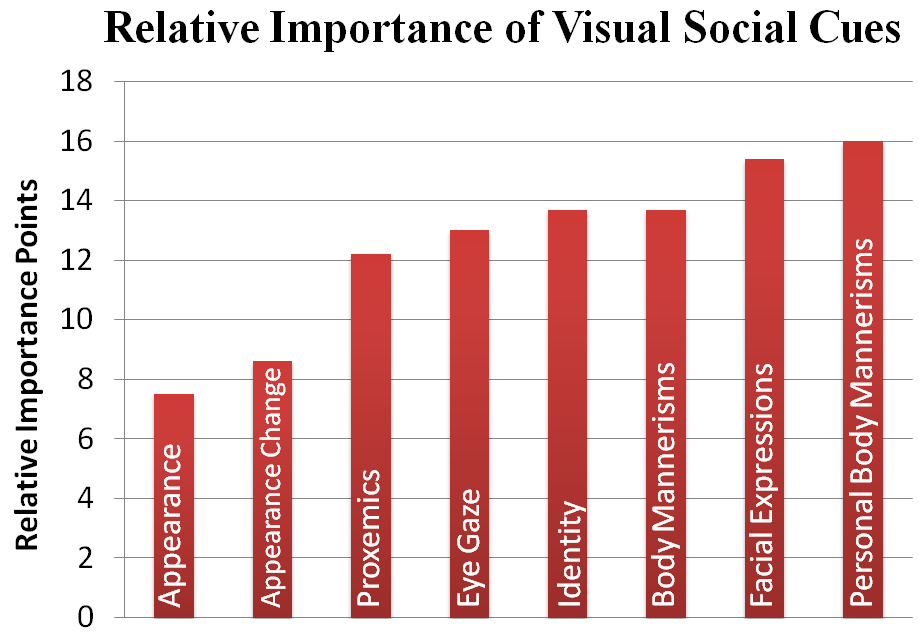 Relative Importance of Visual Social Cues
Relative Importance Points
18
16
14
12
10
8
6
4
2
0
Appearance
Appearance Change
Proxemics
Eye Gaze
Identity
Body Mannerisms
Facial Expressions
Personal Body Mannerisms